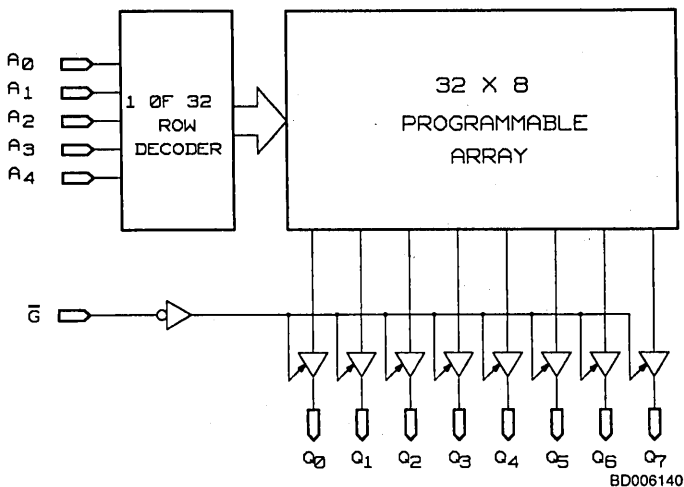 A0
A1
A2
A3
A4
1 0F 32
ROW
DECODER
32 X 8
PROGRAMMABLE
ARRAY
G̅
Q0 Q1 Q2 Q3 Q4 Q5 Q6 Q7
BD006140